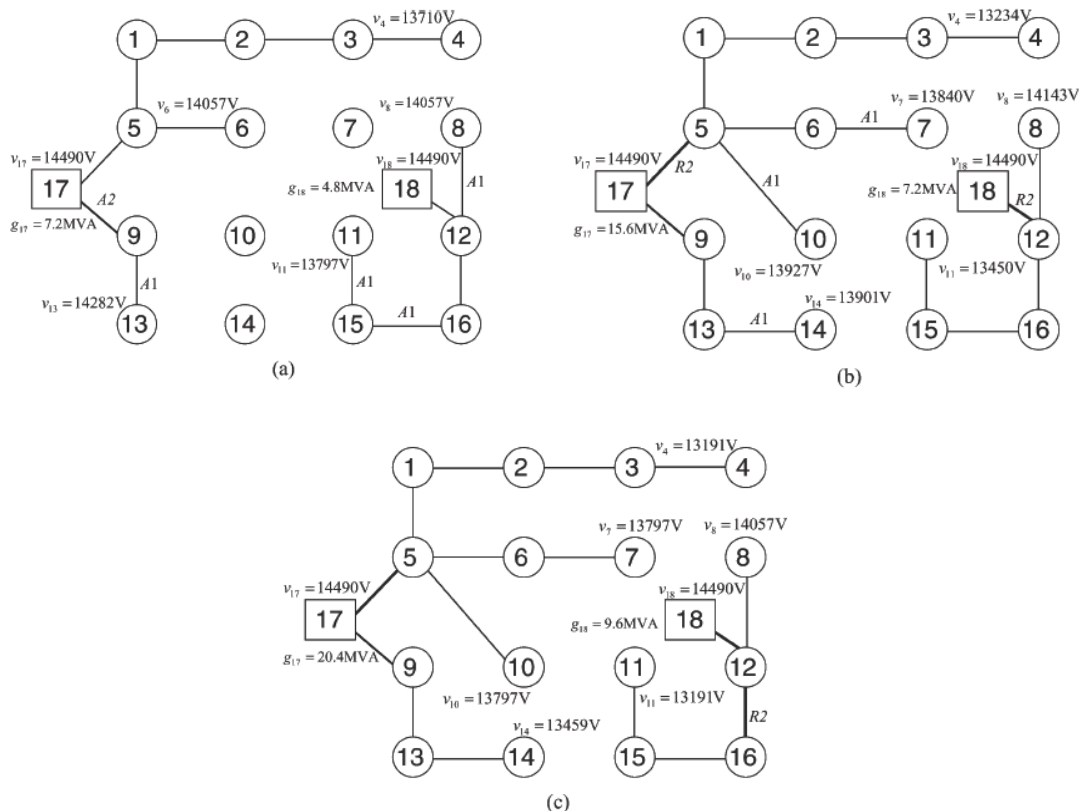 v4 = 13710V
1 2 3 4
v6 = 14057V v8 = 14057V
5 6 7 8
v17 = 14490V v18 = 14490V
17 A2 g18 = 4.8MVA 18 A1
g17 = 7.2MVA 9 10 11 12
v11 = 13797V
A1 A1
v13 = 14282V A1
13 14 15 16
(a)
v4 = 13234V
1 2 3 4
v7 = 13840V v8 = 14143V
A1
5 6 7 8
v17 = 14490V v18 = 14490V
R2 A1
17 g18 = 7.2MVA 18 R2
g17 = 15.6MVA 9 10 11 12
v10 = 13927V v11 = 13450V
v14 = 13901V
A1
13 14 15 16
(b)
v4 = 13191V
1 2 3 4
v7 = 13797V v8 = 14057V
5 6 7 8
v17 = 14490V v18 = 14490V
17 g18 = 9.6MVA 18
g17 = 20.4MVA 9 10 11 12
v10 = 13797V v11 = 13191V
R2
v14 = 13459V
13 14 15 16
(c)